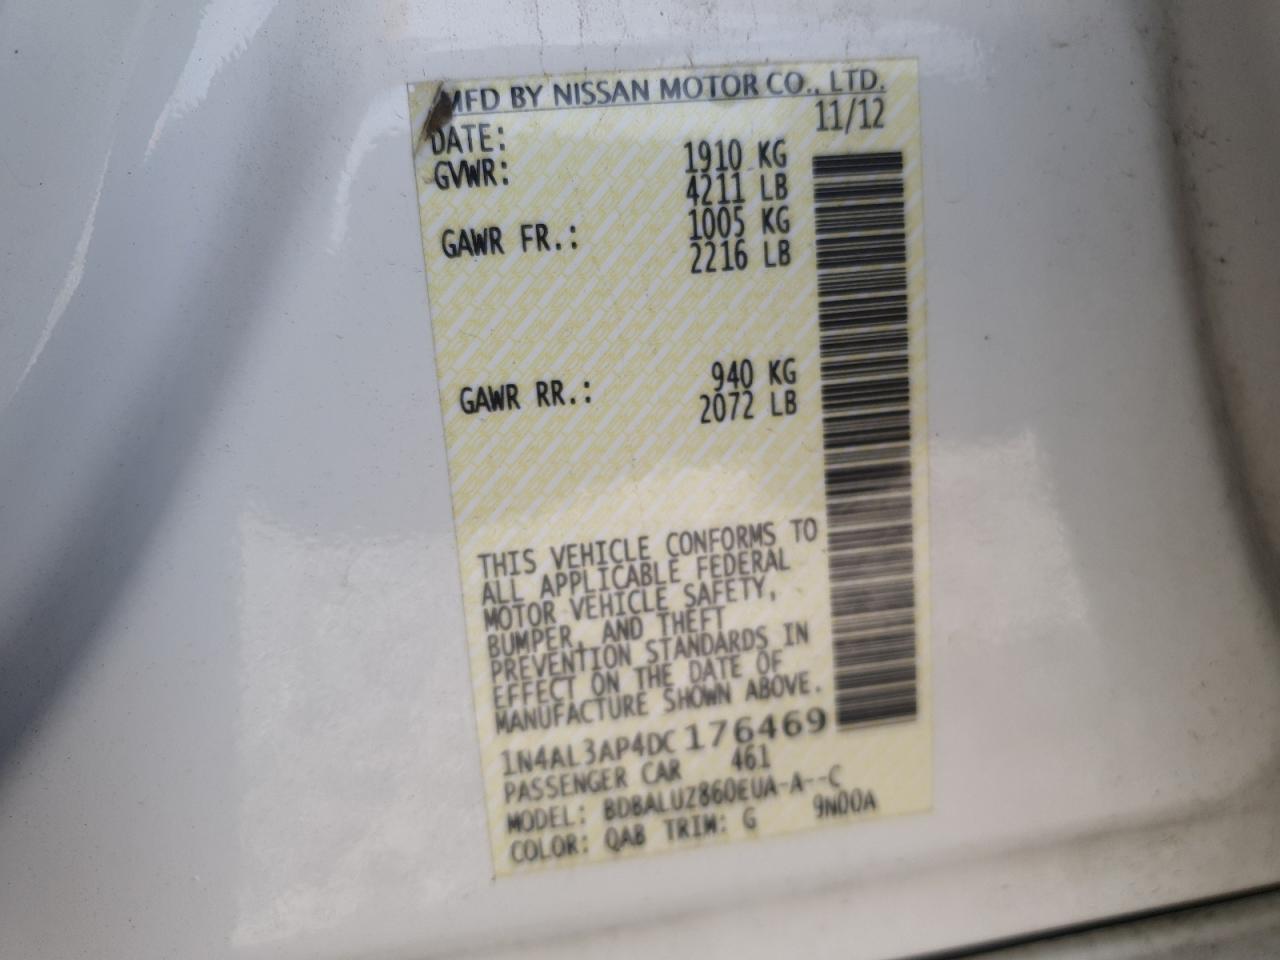 MFD BY NISSAN MOTOR CO., LTD.
DATE: 11/12
GVWR: 1910 KG
4211 LB
GAWR FR.: 1005 KG
2216 LB
GAWR RR.: 940 KG
2072 LB
THIS VEHICLE CONFORMS TO
ALL APPLICABLE FEDERAL
MOTOR VEHICLE SAFETY,
BUMPER, AND THEFT
PREVENTION STANDARDS IN
EFFECT ON THE DATE OF
MANUFACTURE SHOWN ABOVE.
1N4AL3AP4DC176469
PASSENGER CAR 461
MODEL: BDBALUZ860EUA-A--C
COLOR: QAB TRIM: G 9N00A